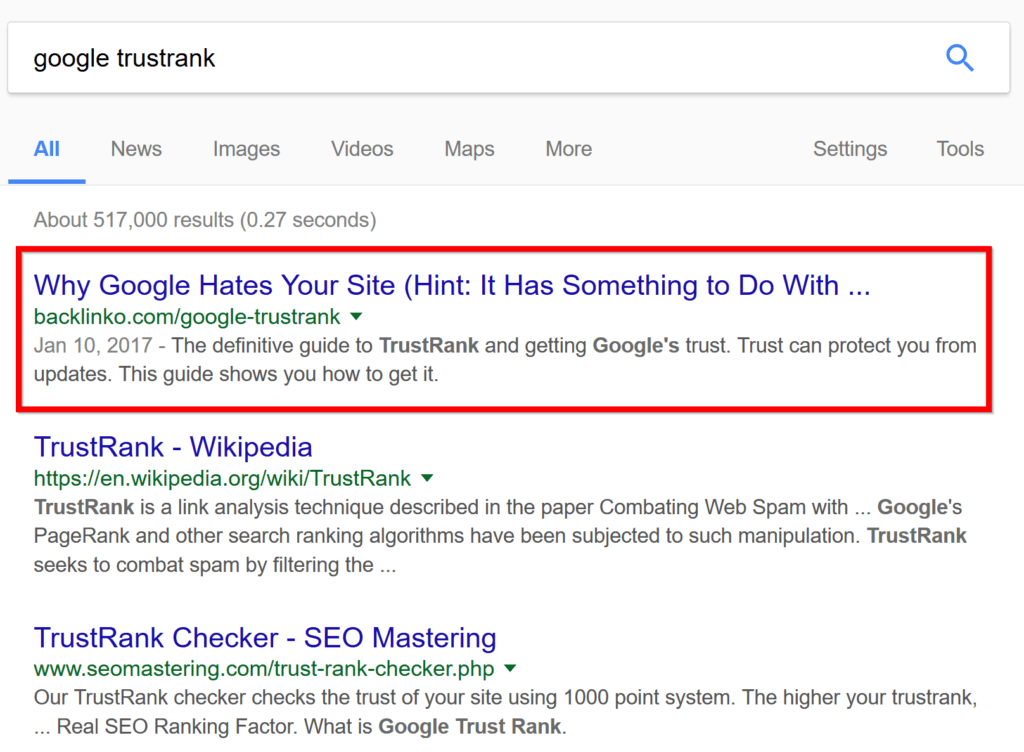 google trustrank
All News Images Videos Maps More Settings Tools
About 517,000 results (0.27 seconds)
Why Google Hates Your Site (Hint: It Has Something to Do With ...
backlinko.com/google-trustrank
Jan 10, 2017 - The definitive guide to TrustRank and getting Google's trust. Trust can protect you from
updates. This guide shows you how to get it.
TrustRank - Wikipedia
https://en.wikipedia.org/wiki/TrustRank
TrustRank is a link analysis technique described in the paper Combating Web Spam with ... Google's
PageRank and other search ranking algorithms have been subjected to such manipulation. TrustRank
seeks to combat spam by filtering the ...
TrustRank Checker - SEO Mastering
www.seomastering.com/trust-rank-checker.php
Our TrustRank checker checks the trust of your site using 1000 point system. The higher your trustrank,
... Real SEO Ranking Factor. What is Google Trust Rank.